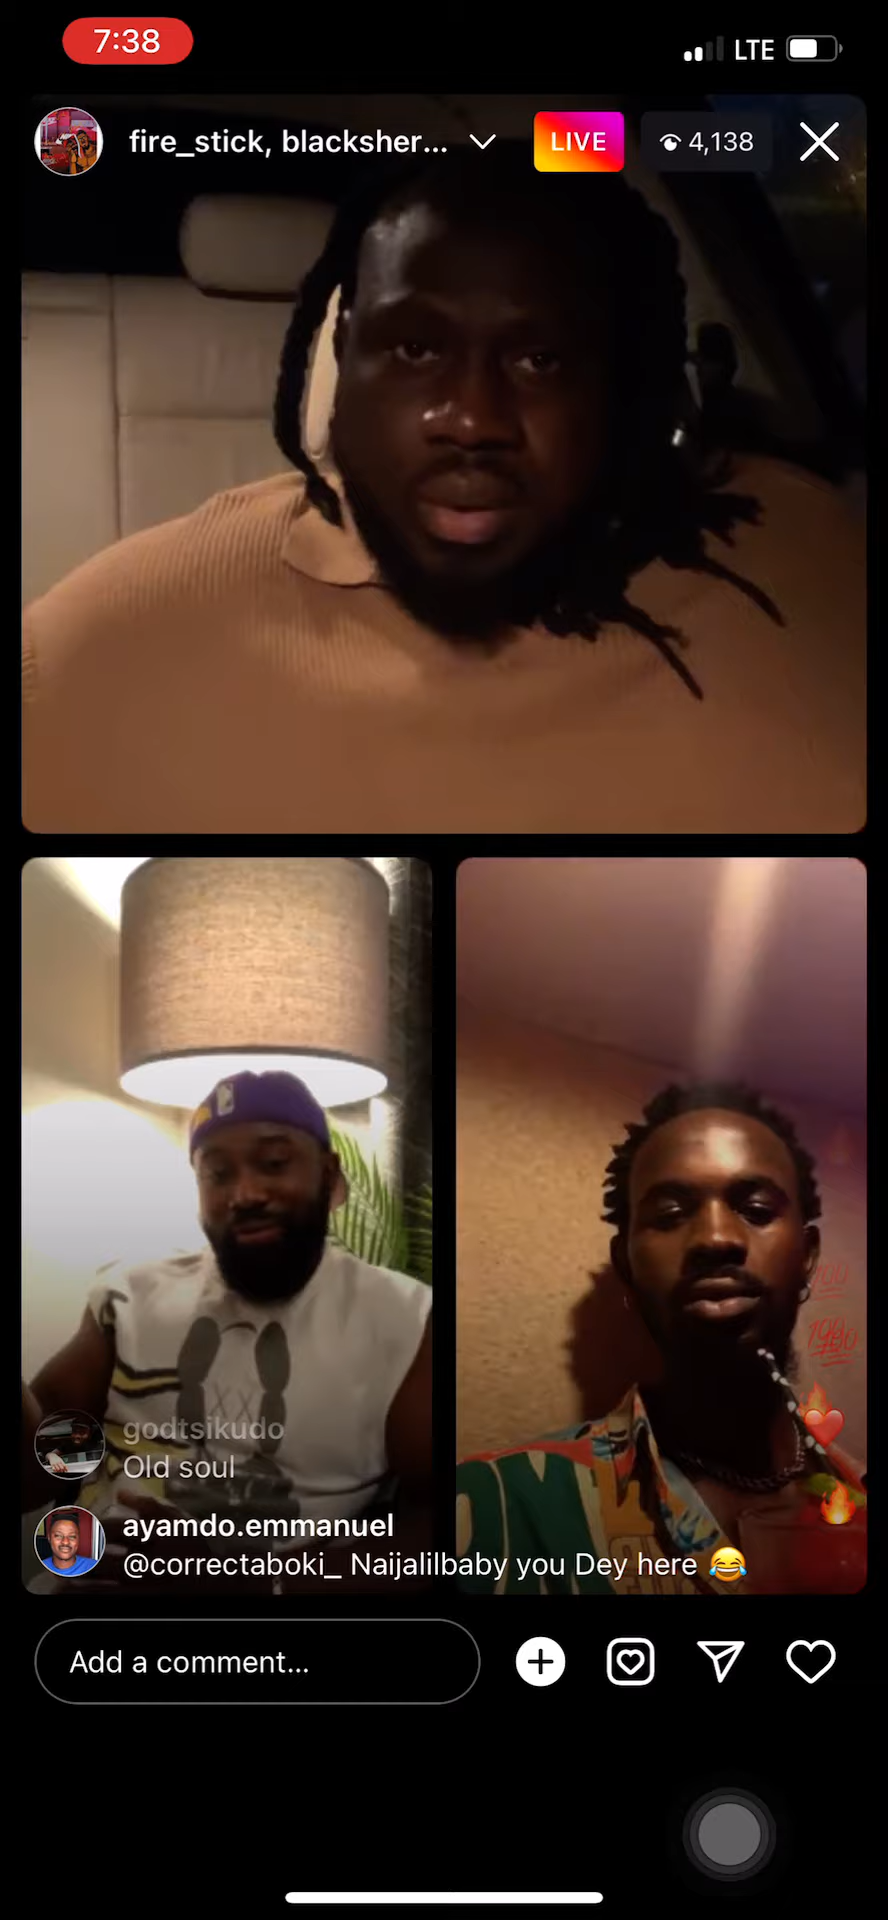 7:38
LTE
fire_stick, blacksher...
LIVE
4,138
godtsikudo
Old soul
ayamdo.emmanuel
@correctaboki_ Naijalilbaby you Dey here 😂
Add a comment...